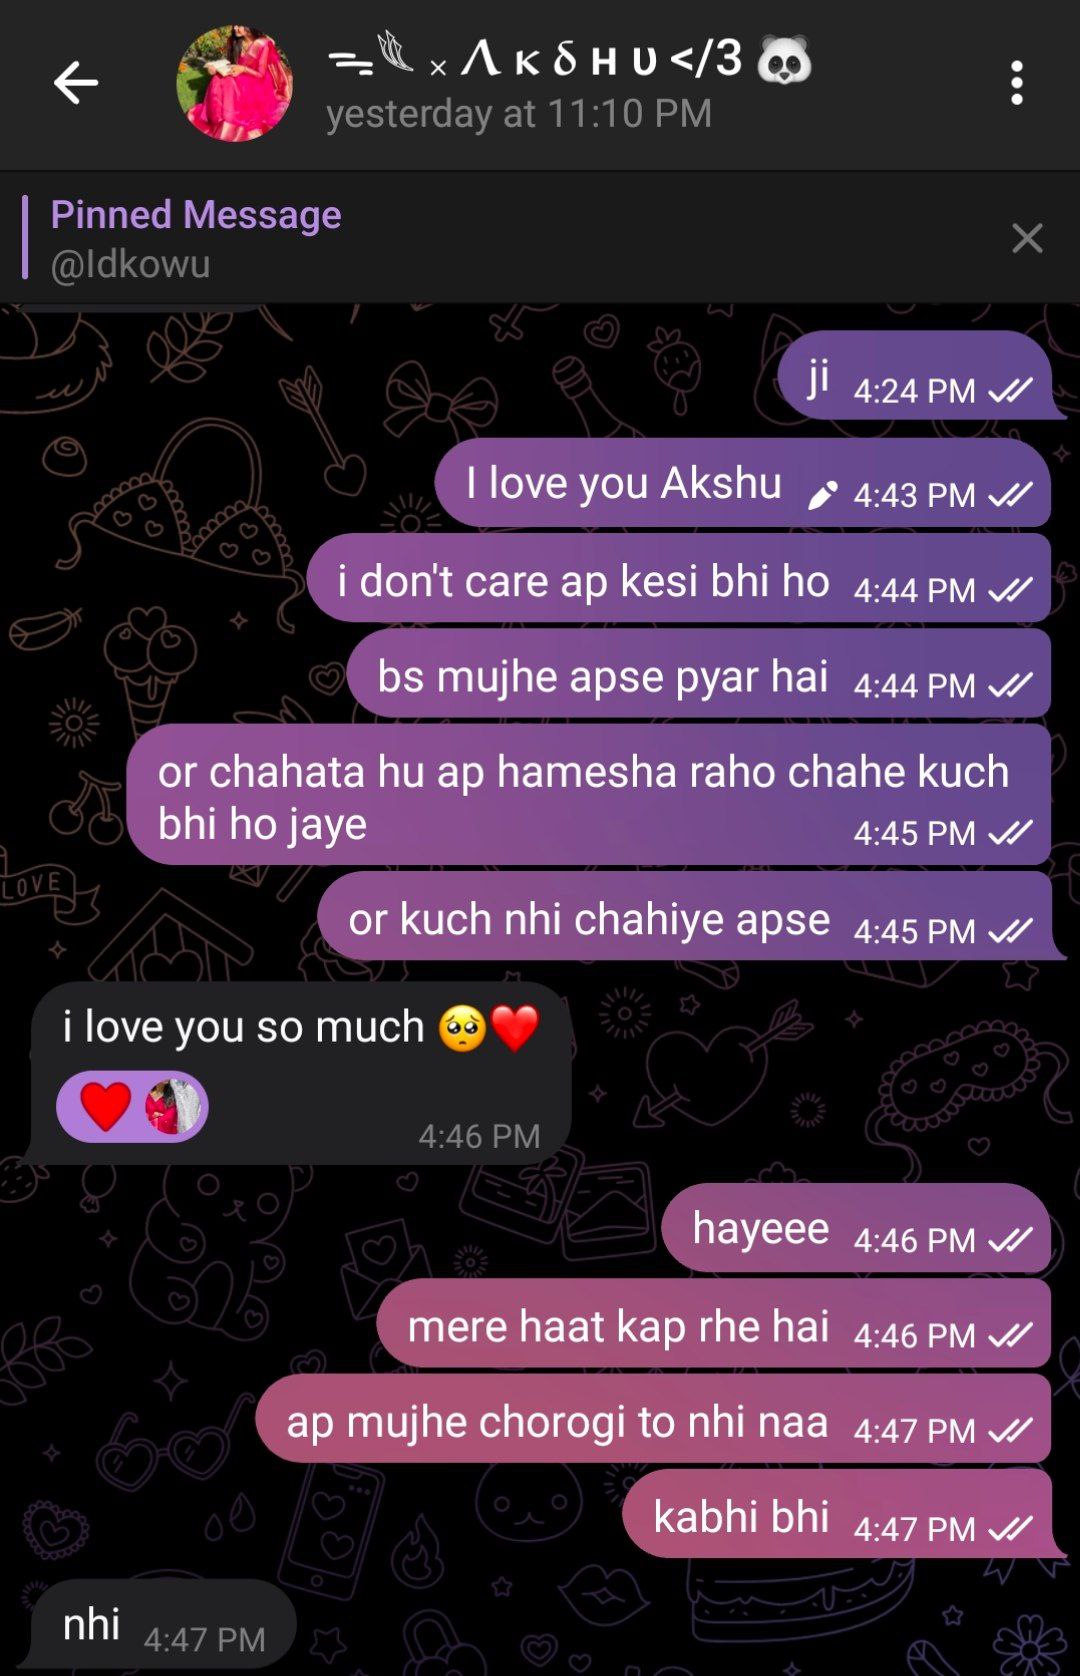 × Λ κ δ н υ </3 🐼
yesterday at 11:10 PM
Pinned Message
@Idkowu
ji 4:24 PM
I love you Akshu 4:43 PM
i don't care ap kesi bhi ho 4:44 PM
bs mujhe apse pyar hai 4:44 PM
or chahata hu ap hamesha raho chahe kuch
bhi ho jaye 4:45 PM
or kuch nhi chahiye apse 4:45 PM
LOVE
i love you so much 🥺❤️
❤️
4:46 PM
hayeee 4:46 PM
mere haat kap rhe hai 4:46 PM
ap mujhe chorogi to nhi naa 4:47 PM
kabhi bhi 4:47 PM
nhi 4:47 PM